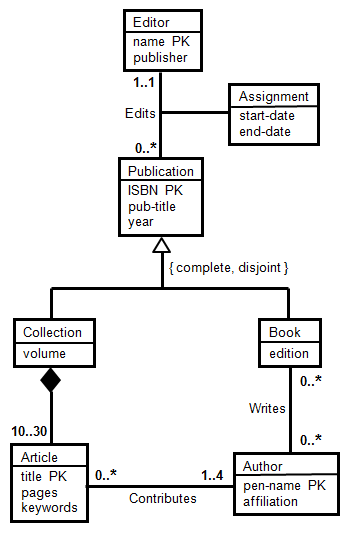 Editor
name PK
publisher
1..1
Edits
Assignment
start-date
end-date
0..*
Publication
ISBN PK
pub-title
year
{ complete, disjoint }
Collection
volume
Book
edition
0..*
Writes
10..30
0..*
Article
title PK
pages
keywords
0..*
1..4
Contributes
Author
pen-name PK
affiliation